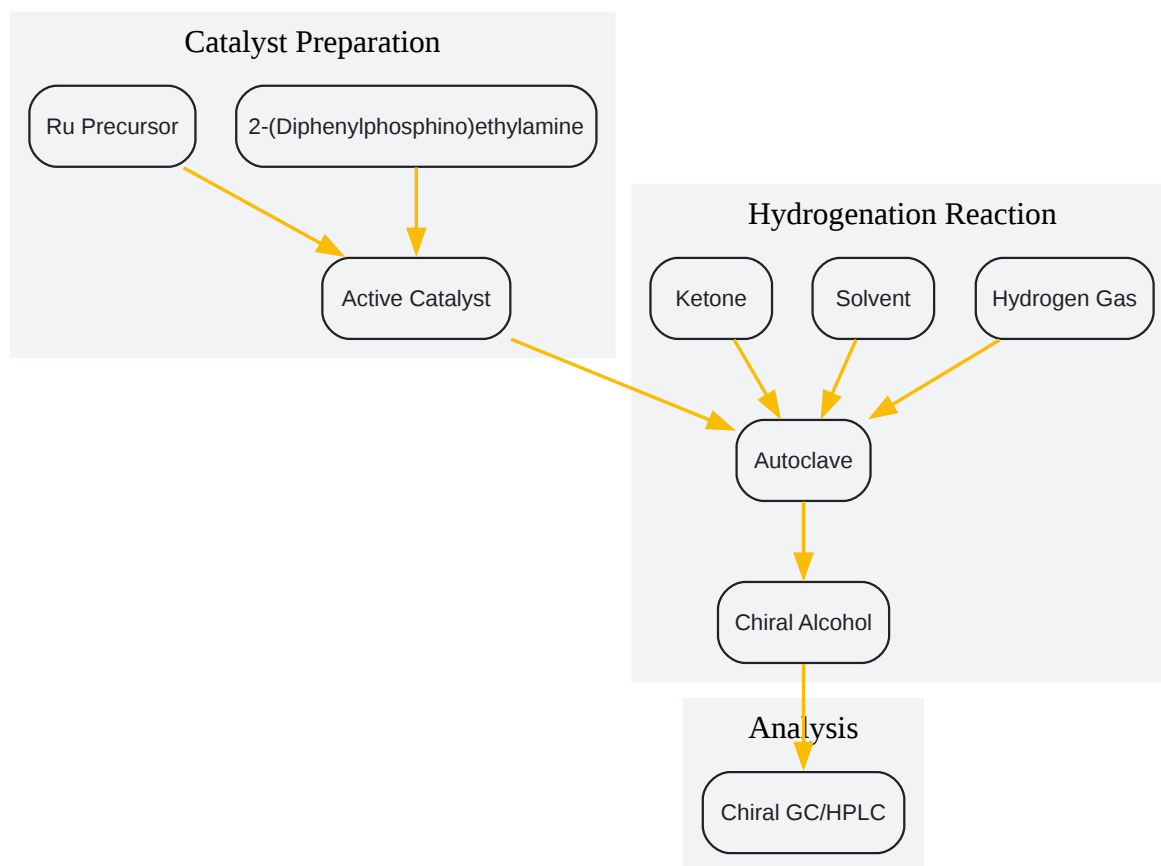 Catalyst Preparation
Ru Precursor
2-(Diphenylphosphino)ethylamine
Active Catalyst
Hydrogenation Reaction
Ketone
Solvent
Hydrogen Gas
Autoclave
Chiral Alcohol
Analysis
Chiral GC/HPLC